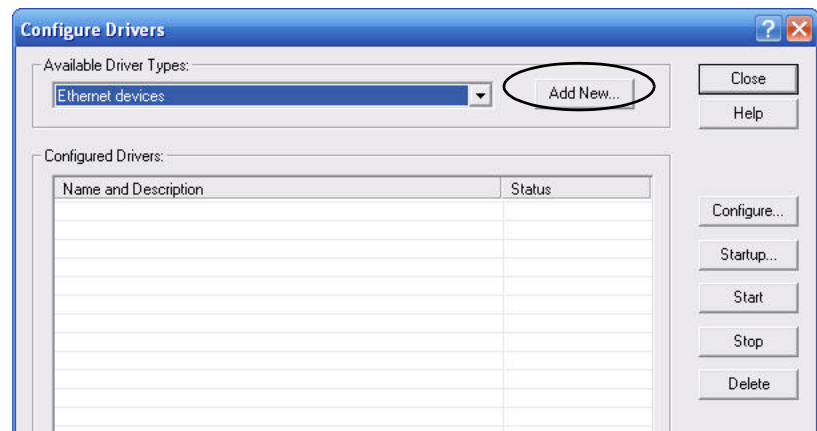 Configure Drivers
Available Driver Types:
Ethernet devices
Add New...
Close
Help
Configured Drivers:
Name and Description Status
Configure...
Startup...
Start
Stop
Delete